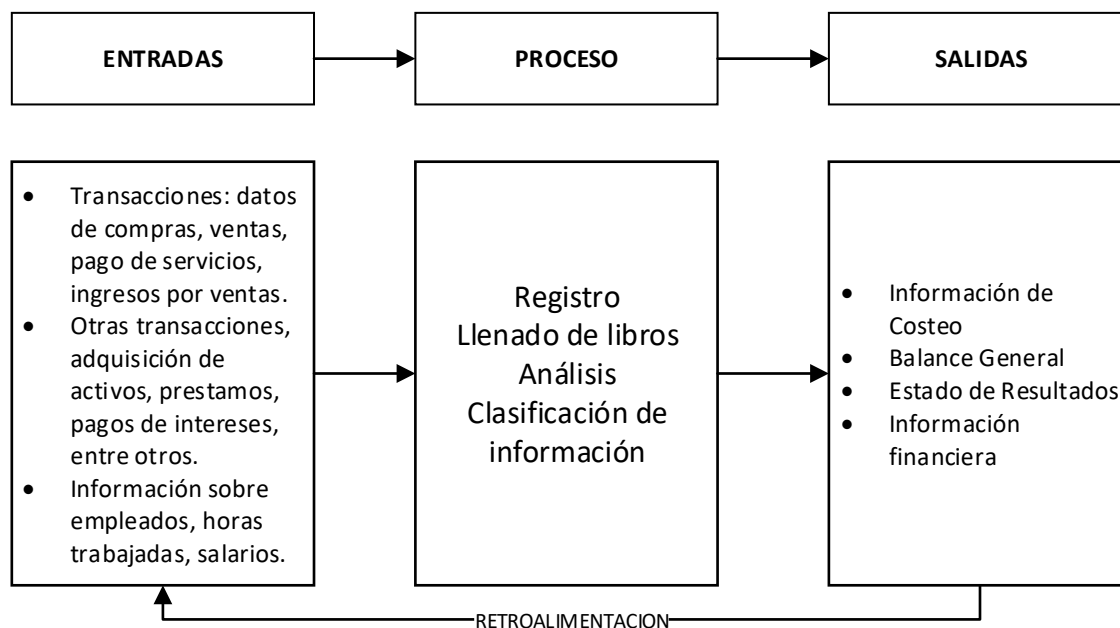 ENTRADAS
PROCESO
SALIDAS
• Transacciones: datos
de compras, ventas,
pago de servicios,
ingresos por ventas.
• Otras transacciones,
adquisición de
activos, prestamos,
pagos de intereses,
entre otros.
• Información sobre
empleados, horas
trabajadas, salarios.
Registro
Llenado de libros
Análisis
Clasificación de
información
• Información de
Costeo
• Balance General
• Estado de Resultados
• Información
financiera
RETROALIMENTACION